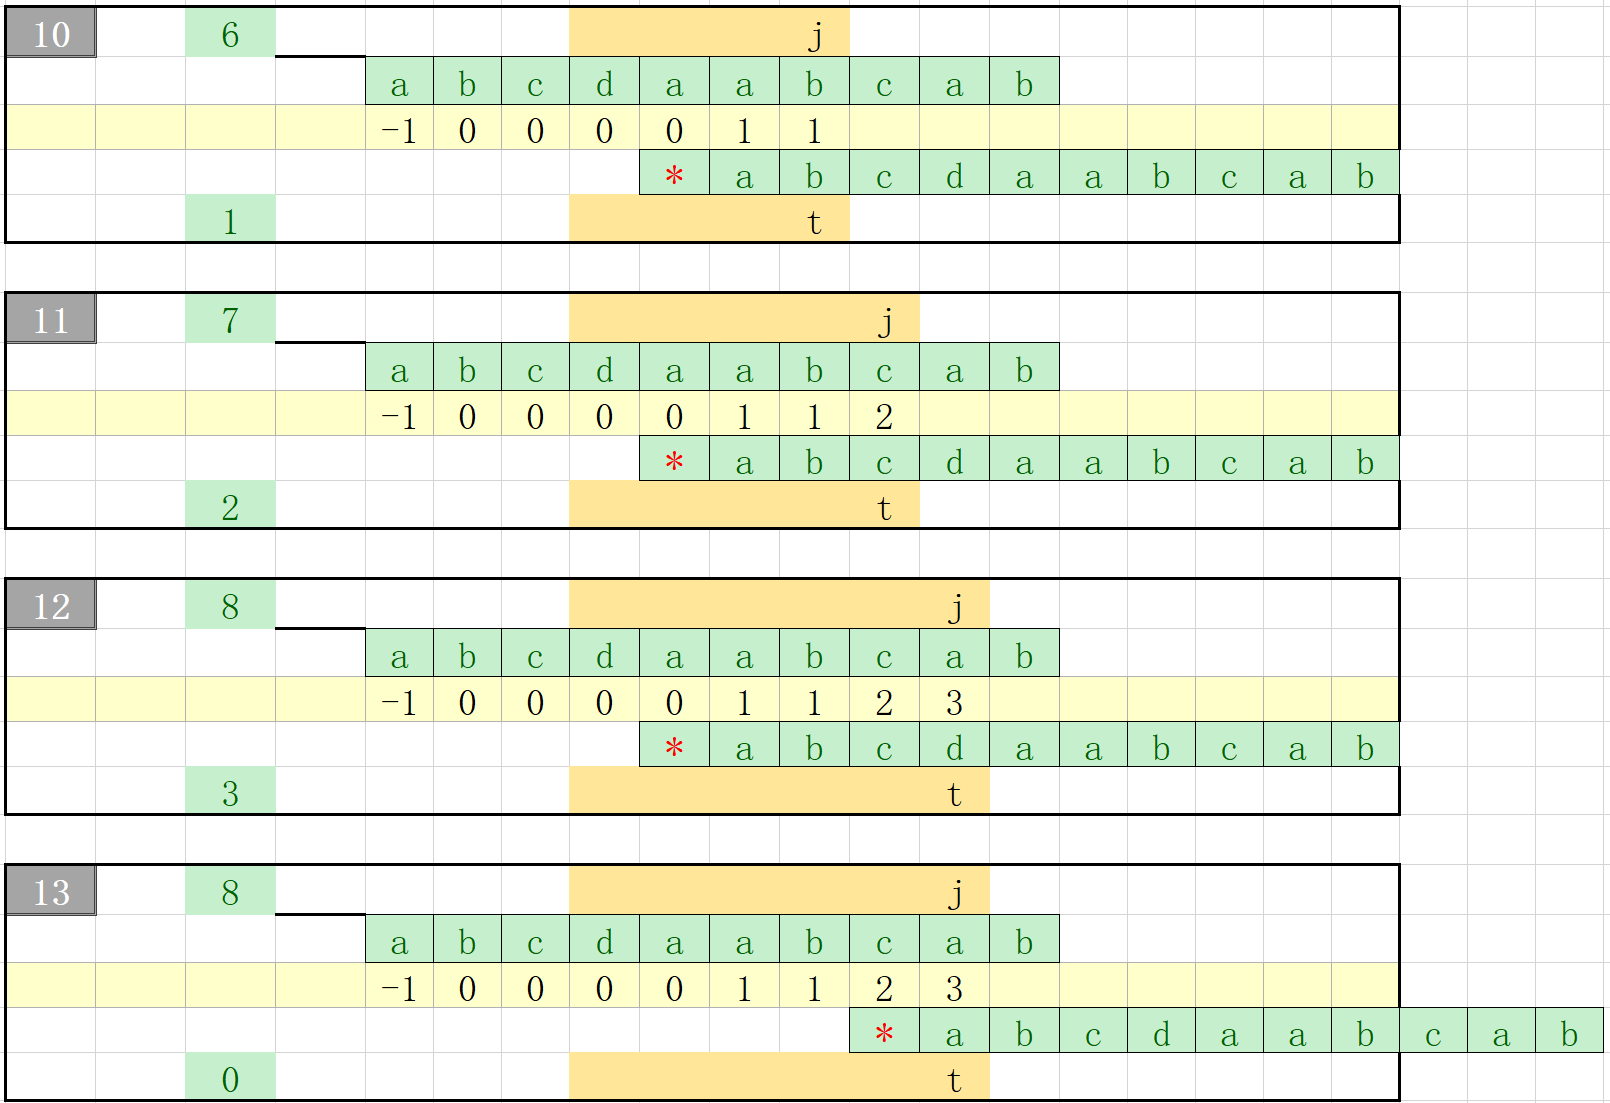 10 6 j
a b c d a a b c a b
-1 0 0 0 0 1 1
* a b c d a a b c a b
1 t
11 7 j
a b c d a a b c a b
-1 0 0 0 0 1 1 2
* a b c d a a b c a b
2 t
12 8 j
a b c d a a b c a b
-1 0 0 0 0 1 1 2 3
* a b c d a a b c a b
3 t
13 8 j
a b c d a a b c a b
-1 0 0 0 0 1 1 2 3
* a b c d a a b c a b
0 t